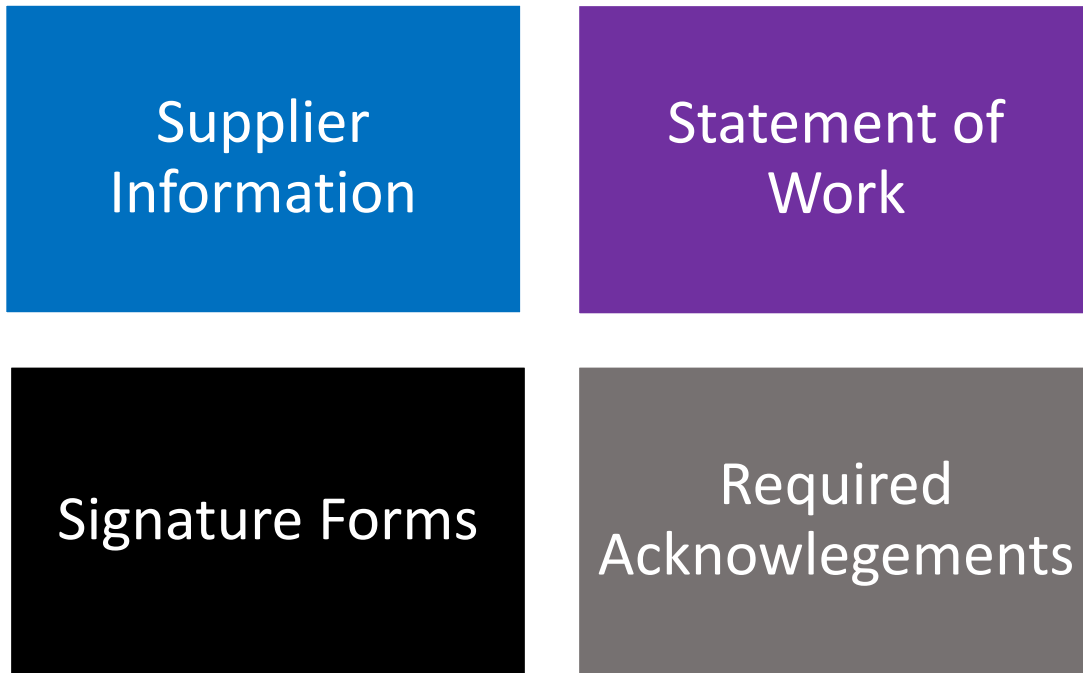 Supplier
Information
Statement of
Work
Signature Forms
Required
Acknowlegements